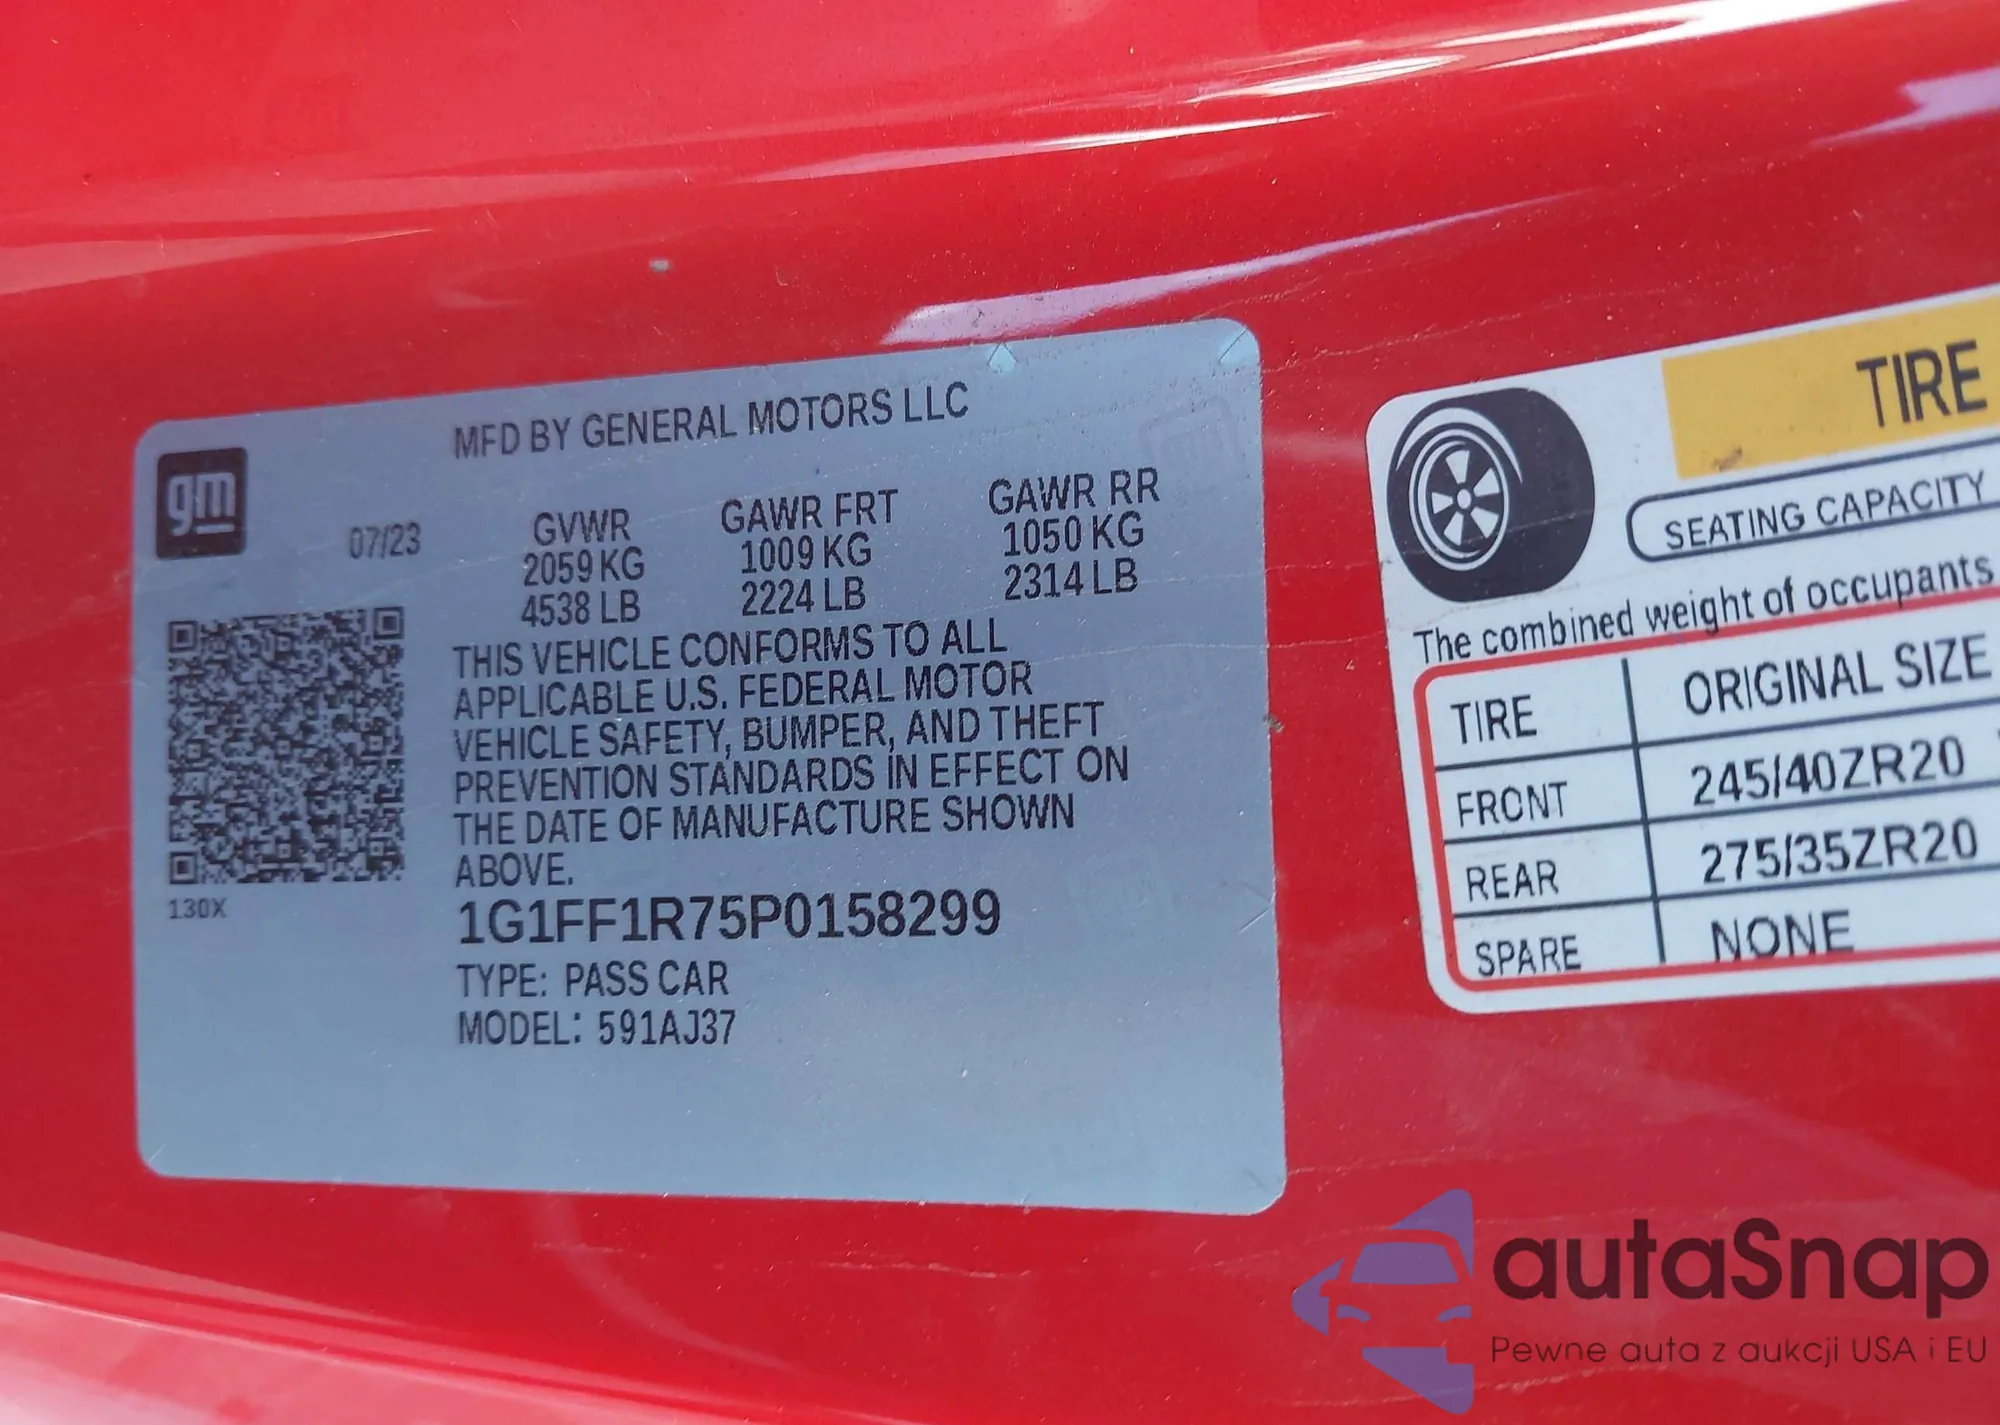 MFD BY GENERAL MOTORS LLC
gm
07/23
GVWR GAWR FRT GAWR RR
2059 KG 1009 KG 1050 KG
4538 LB 2224 LB 2314 LB
THIS VEHICLE CONFORMS TO ALL
APPLICABLE U.S. FEDERAL MOTOR
VEHICLE SAFETY, BUMPER, AND THEFT
PREVENTION STANDARDS IN EFFECT ON
THE DATE OF MANUFACTURE SHOWN
ABOVE.
130X
1G1FF1R75P0158299
TYPE: PASS CAR
MODEL: 591AJ37
TIRE
SEATING CAPACITY
The combined weight of occupants
TIRE ORIGINAL SIZE
FRONT 245/40ZR20
REAR 275/35ZR20
SPARE NONE
autaSnap
Pewne auta z aukcji USA i EU